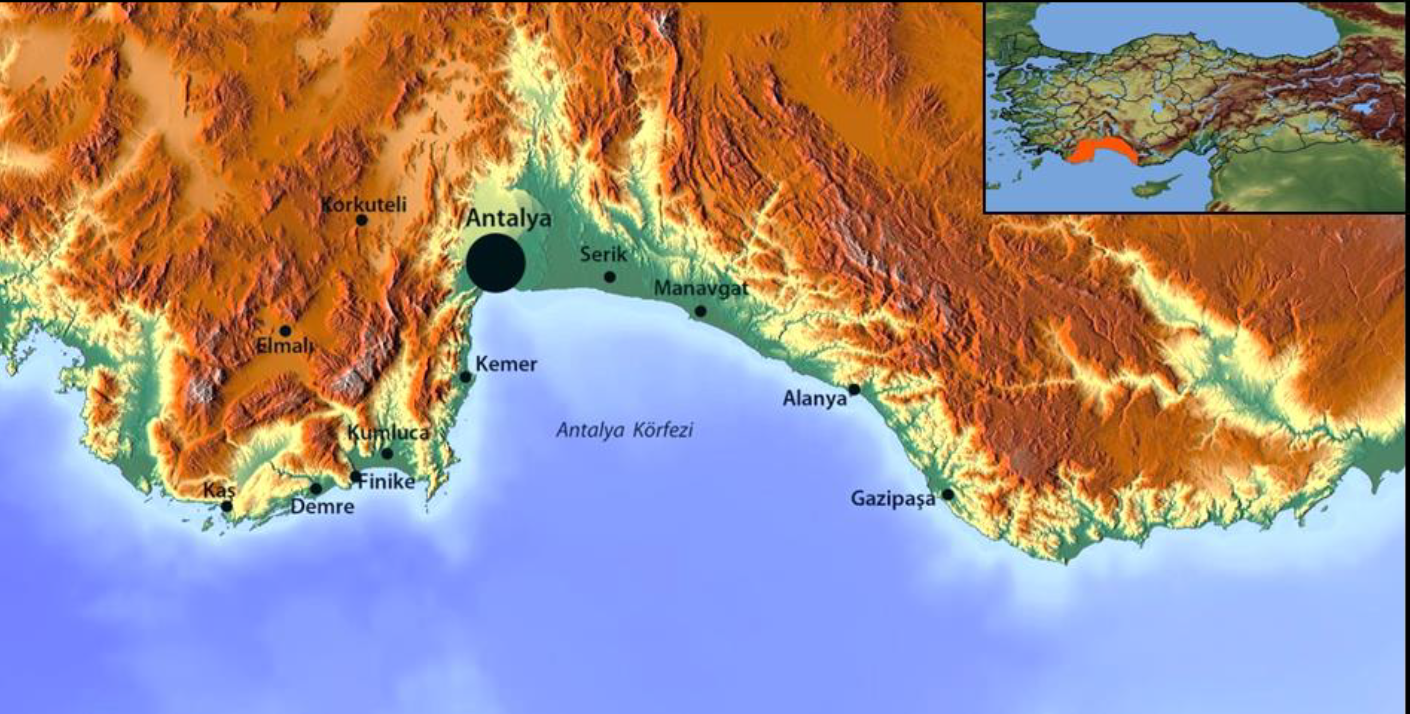 Korkuteli
Antalya
Serik
Manavgat
Elmalı
Kemer
Alanya
Antalya Körfezi
Kumluca
Finike
Kaş
Demre
Gazipaşa